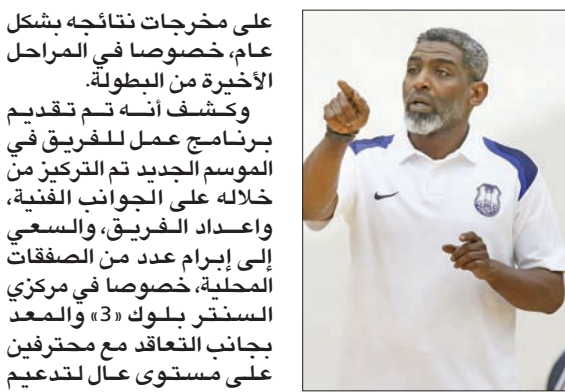 على مخرجات نتائجه بشكل
عام، خصوصا في المراحل
الأخيرة من البطولة.
وكشف أنه تم تقديم
برنامج عمل للفريق في
الموسم الجديد تم التركيز من
خلاله على الجوانب الفنية،
واعداد الفريق، والسعي
إلى إبرام عدد من الصفقات
المحلية، خصوصا في مركزي
السنتر بلوك «3» والمعد
بجانب التعاقد مع محترفين
على مستوى عال لتدعيم